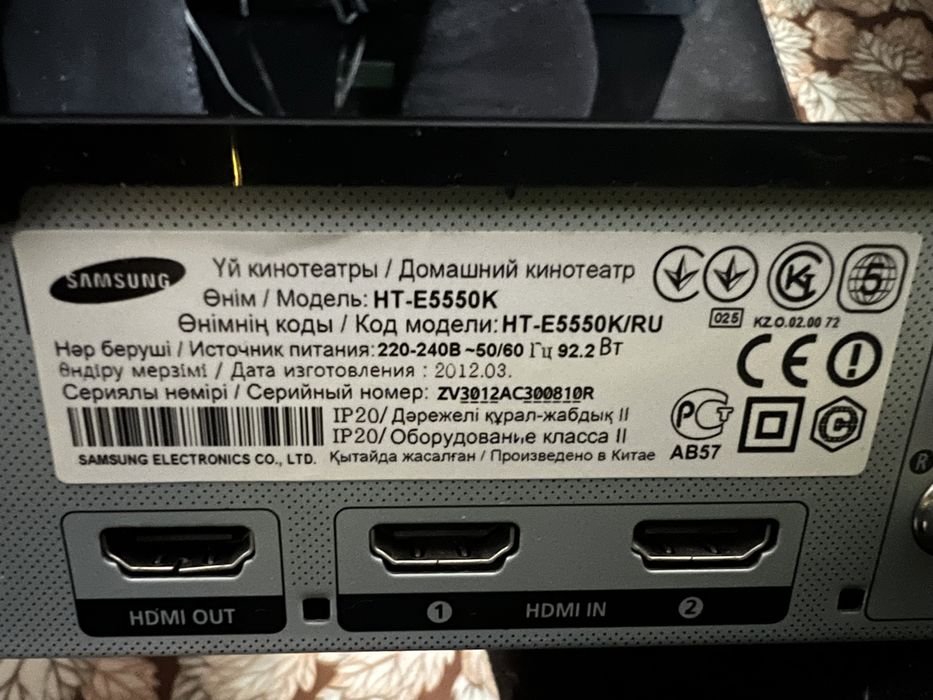 SAMSUNG
Үй кинотеатры / Домашний кинотеатр
Өнім / Модель: HT-E5550K
Өнімнің коды / Код модели: HT-E5550K/RU
Нәр беруші / Источник питания: 220-240В ~50/60 Гц 92.2 Вт
Өндіру мерзімі / Дата изготовления : 2012.03.
Сериялы нөмірі / Серийный номер: ZV3012AC300810R
IP20/ Дәрежелі құрал-жабдық II
IP20/ Оборудование класса II
SAMSUNG ELECTRONICS CO., LTD. Қытайда жасалған / Произведено в Китае
5
025
KZ.O.02.00 72
CE
АВ57
R
HDMI OUT
1 HDMI IN 2